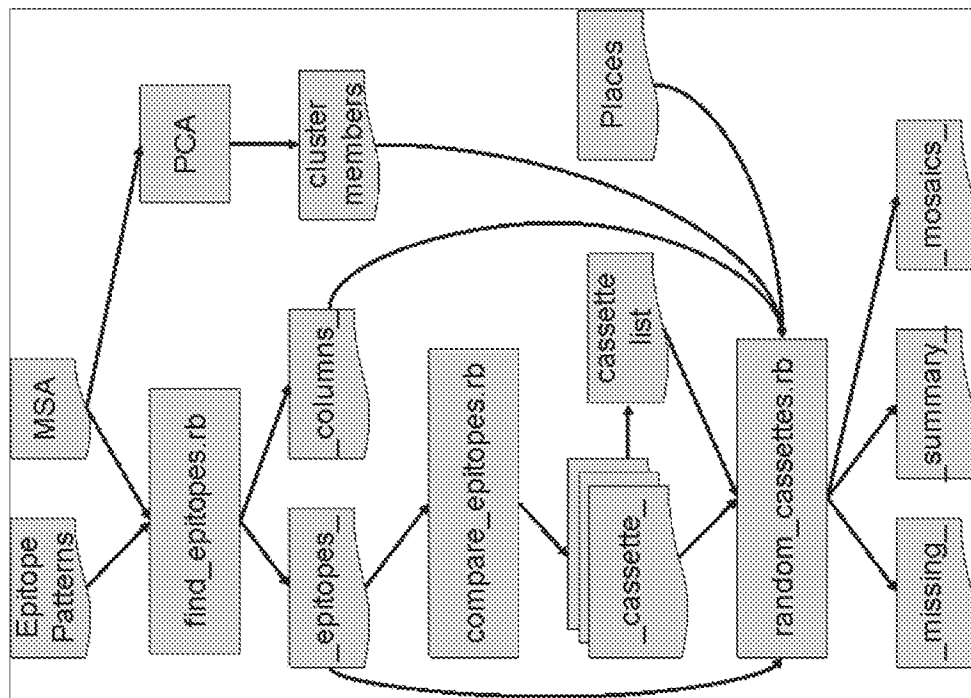 Epitope
Patterns
MSA
find_epitopes.rb
PCA
_epitopes_
_columns_
cluster
members
compare_epitopes.rb
_cassette_
cassette
list
Places
random_cassettes.rb
_missing_
_summary_
_mosaics_